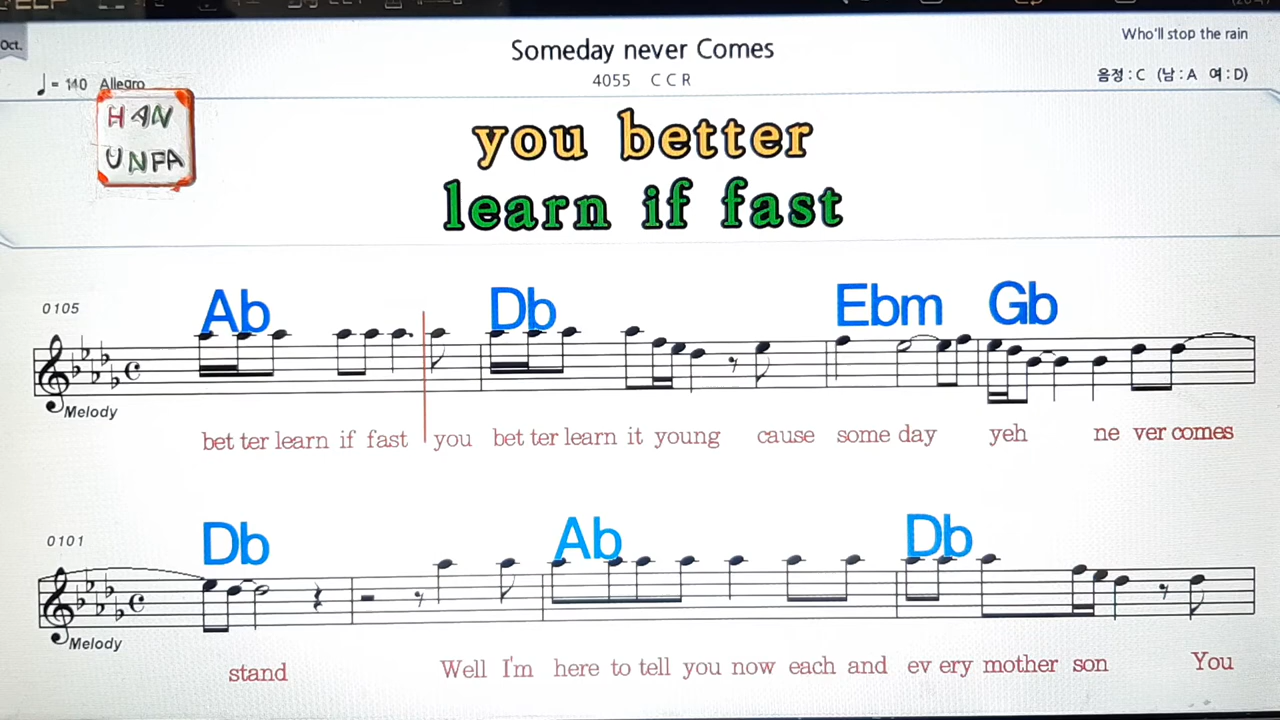 Oct.
Someday never Comes
Who'll stop the rain
♩= 140 Allegro
4055 C C R
음정 : C (남 : A 여 : D)
HAN
UNFA
you better
learn if fast
0105
Ab Db Ebm Gb
Melody
bet ter learn if fast you bet ter learn it young cause some day yeh ne ver comes
0101
Db Ab Db
Melody
stand Well I'm here to tell you now each and ev ery mother son You